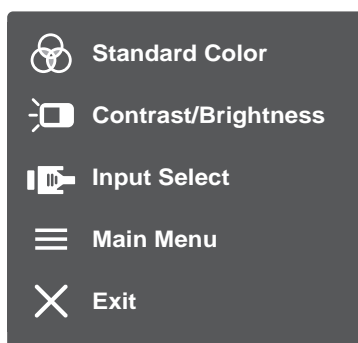 Standard Color
Contrast/Brightness
Input Select
Main Menu
Exit